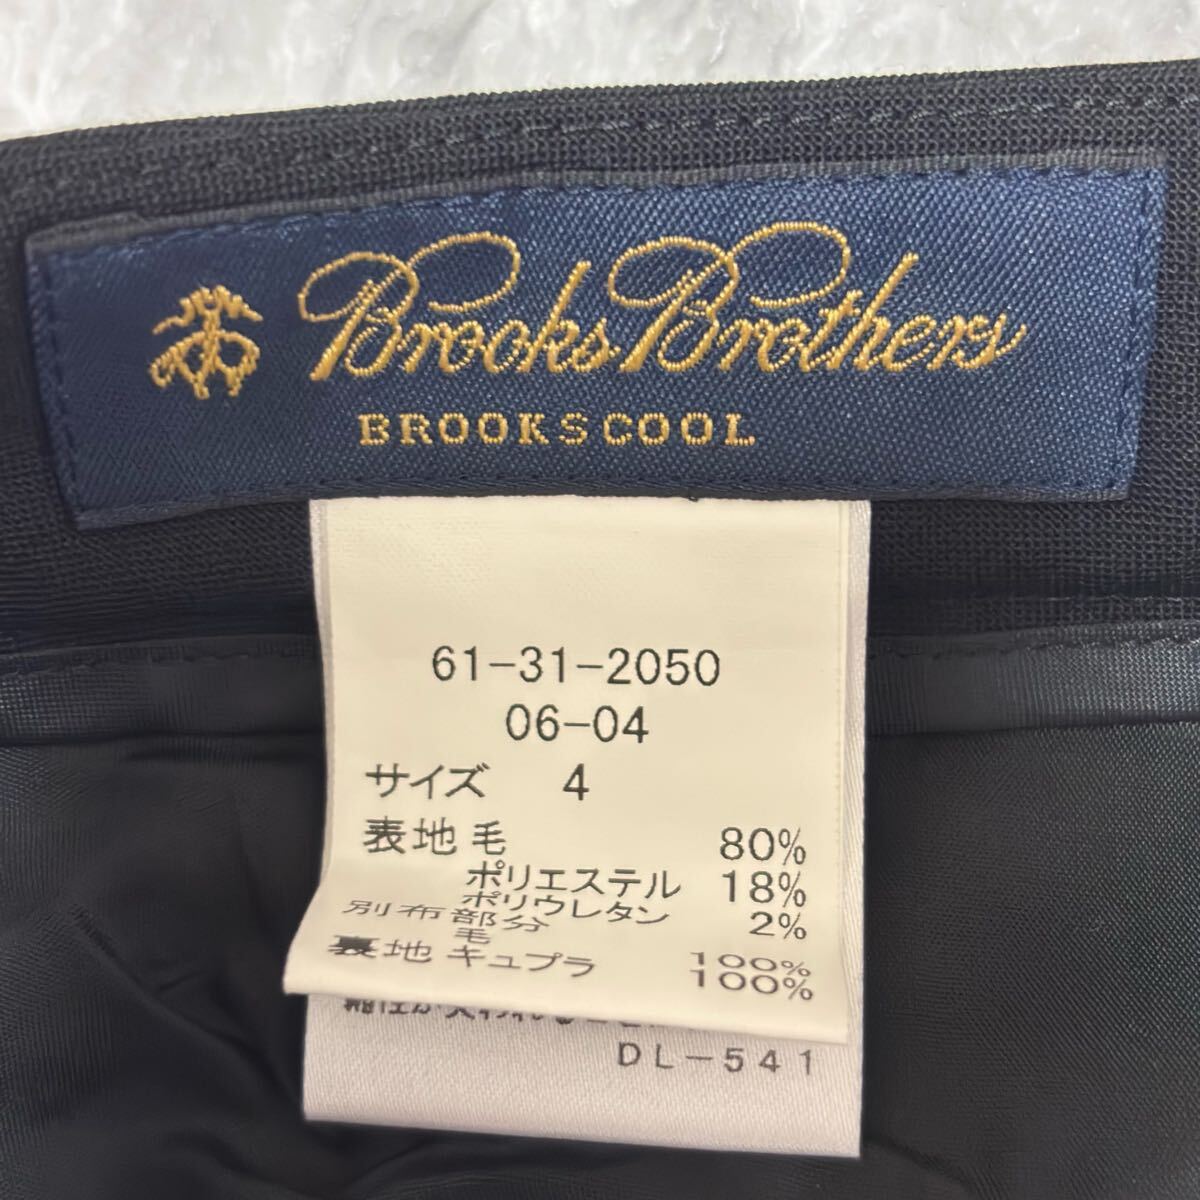 Brooks Brothers
BROOKSCOOL
61-31-2050
06-04
サイズ 4
表地 毛 80%
ポリエステル 18%
ポリウレタン 2%
別布部分
毛 100%
裏地 キュプラ 100%
DL-541